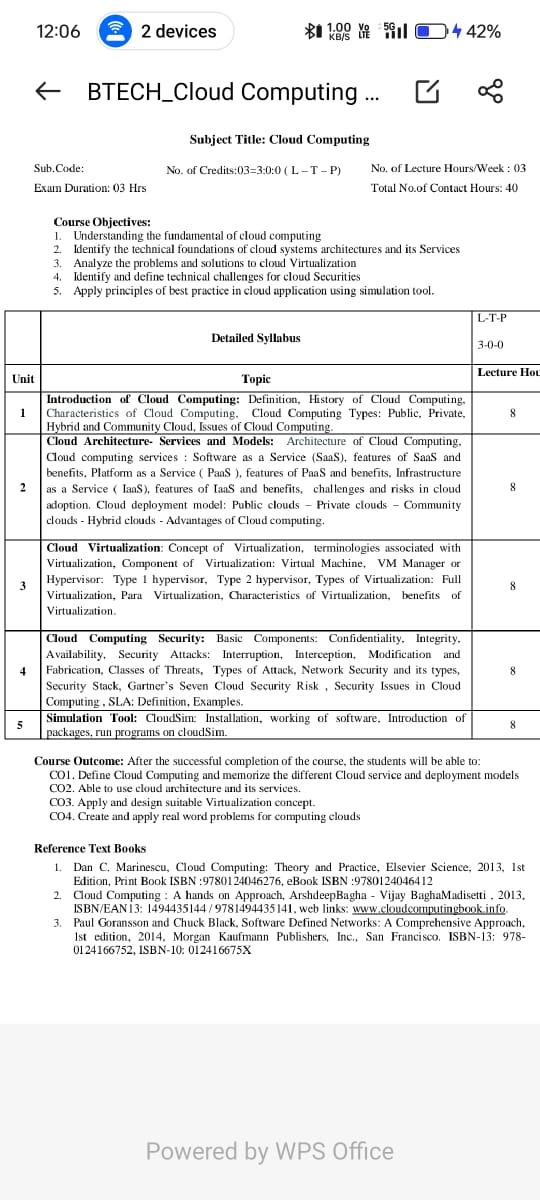 12:06
2 devices
1.00 KB/S
Vo LTE
5G
42%
BTECH_Cloud Computing ...
Subject Title: Cloud Computing
Sub.Code:
No. of Credits:03=3:0:0 ( L – T – P)
No. of Lecture Hours/Week : 03
Exam Duration: 03 Hrs
Total No.of Contact Hours: 40
Course Objectives:
1. Understanding the fundamental of cloud computing
2. Identify the technical foundations of cloud systems architectures and its Services
3. Analyze the problems and solutions to cloud Virtualization
4. Identify and define technical challenges for cloud Securities
5. Apply principles of best practice in cloud application using simulation tool.
Detailed Syllabus
L-T-P
3-0-0
Unit
Topic
Lecture Hou
1
Introduction of Cloud Computing: Definition, History of Cloud Computing,
Characteristics of Cloud Computing, Cloud Computing Types: Public, Private,
Hybrid and Community Cloud, Issues of Cloud Computing.
8
2
Cloud Architecture- Services and Models: Architecture of Cloud Computing,
Cloud computing services : Software as a Service (SaaS), features of SaaS and
benefits, Platform as a Service ( PaaS ), features of PaaS and benefits, Infrastructure
as a Service ( IaaS), features of IaaS and benefits, challenges and risks in cloud
adoption. Cloud deployment model: Public clouds – Private clouds – Community
clouds - Hybrid clouds - Advantages of Cloud computing.
8
3
Cloud Virtualization: Concept of Virtualization, terminologies associated with
Virtualization, Component of Virtualization: Virtual Machine, VM Manager or
Hypervisor: Type 1 hypervisor, Type 2 hypervisor, Types of Virtualization: Full
Virtualization, Para Virtualization, Characteristics of Virtualization, benefits of
Virtualization.
8
4
Cloud Computing Security: Basic Components: Confidentiality, Integrity,
Availability, Security Attacks: Interruption, Interception, Modification and
Fabrication, Classes of Threats, Types of Attack, Network Security and its types,
Security Stack, Gartner's Seven Cloud Security Risk , Security Issues in Cloud
Computing , SLA: Definition, Examples.
8
5
Simulation Tool: CloudSim: Installation, working of software, Introduction of
packages, run programs on cloudSim.
8
Course Outcome: After the successful completion of the course, the students will be able to:
CO1. Define Cloud Computing and memorize the different Cloud service and deployment models
CO2. Able to use cloud architecture and its services.
CO3. Apply and design suitable Virtualization concept.
CO4. Create and apply real word problems for computing clouds
Reference Text Books
1. Dan C. Marinescu, Cloud Computing: Theory and Practice, Elsevier Science, 2013, 1st
Edition, Print Book ISBN :9780124046276, eBook ISBN :9780124046412
2. Cloud Computing : A hands on Approach, ArshdeepBagha - Vijay BaghaMadisetti , 2013,
ISBN/EAN13: 1494435144 / 9781494435141, web links: www.cloudcomputingbook.info.
3. Paul Goransson and Chuck Black, Software Defined Networks: A Comprehensive Approach,
1st edition, 2014, Morgan Kaufmann Publishers, Inc., San Francisco. ISBN-13: 978-
0124166752, ISBN-10: 012416675X
Powered by WPS Office